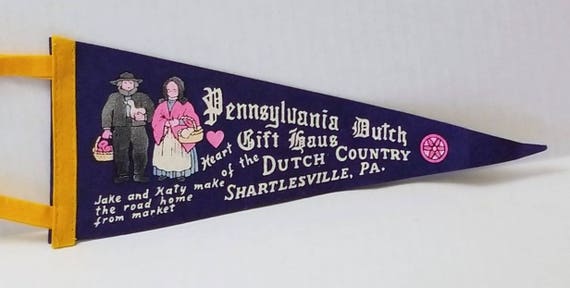 Pennsylvania Dutch
Gift Haus
Heart of the DUTCH COUNTRY
SHARTLESVILLE, PA.
Jake and Katy make
the road home
from market